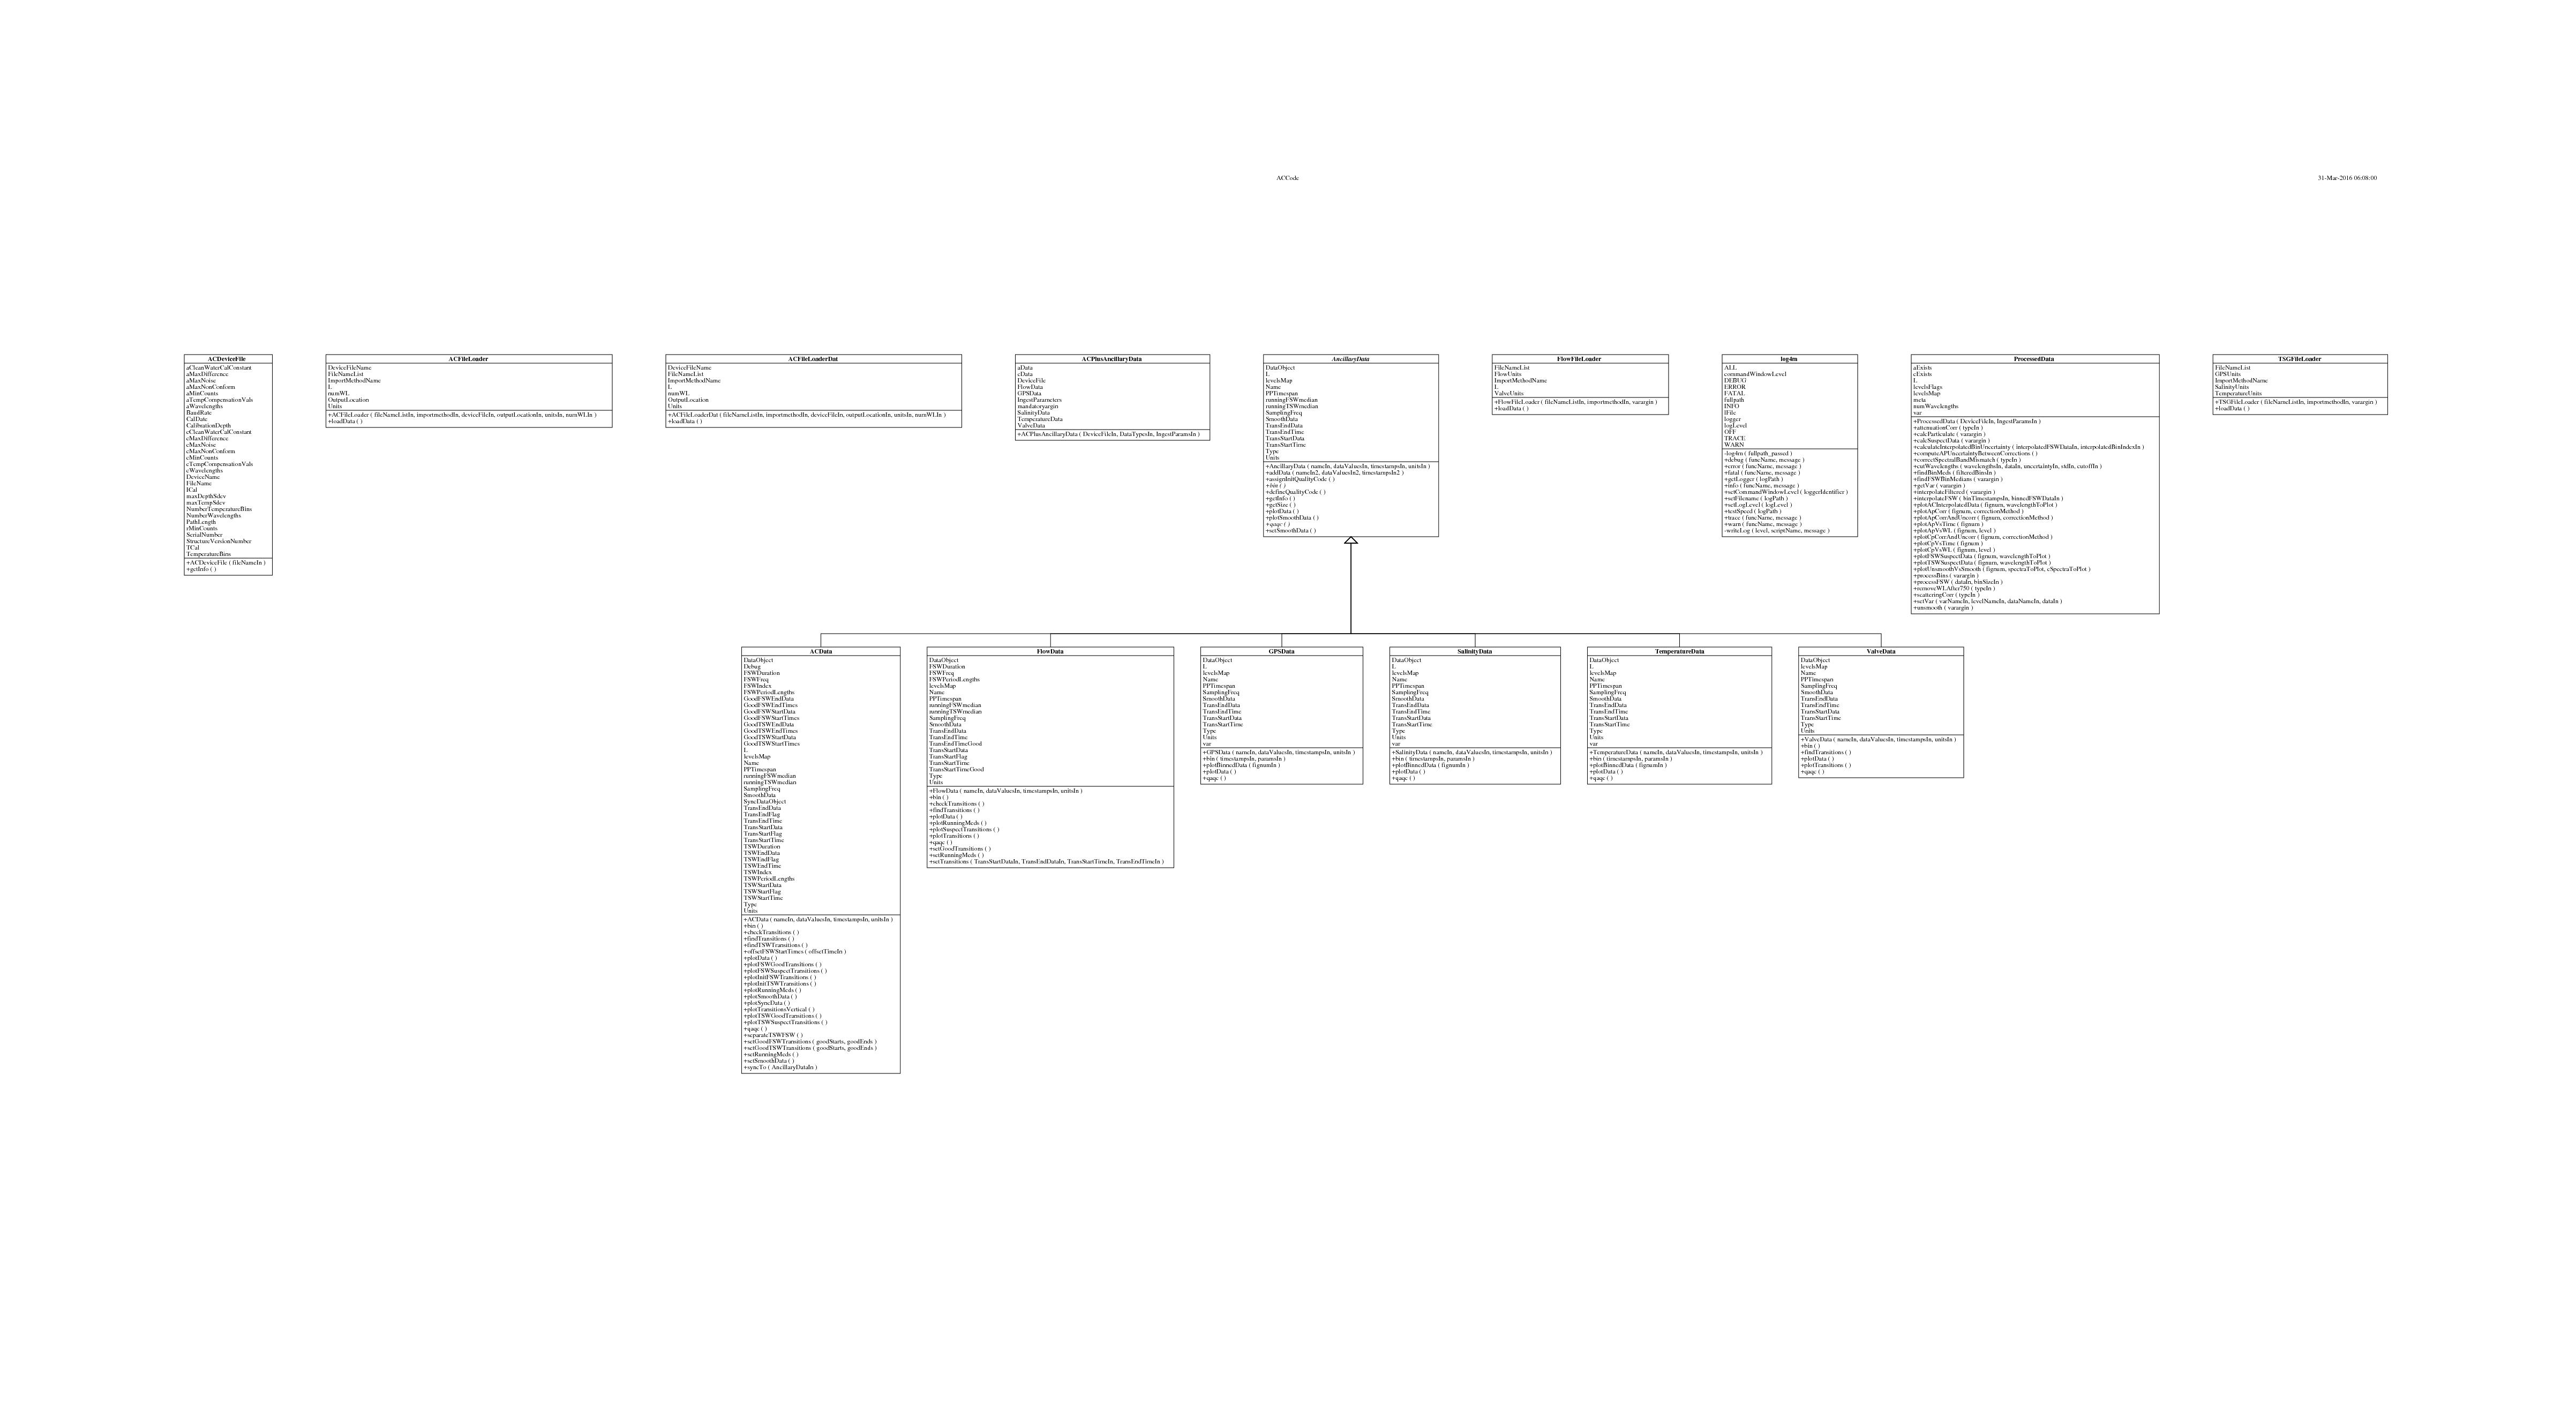 ACCode
31-Mar-2016 06:08:00
ACDeviceFile
aCleanWaterCalConstant
aMaxDifference
aMaxNoise
aMaxNonConform
aMinCounts
aTempCompensationVals
aWavelengths
BaudRate
CalDate
CalibrationDepth
cCleanWaterCalConstant
cMaxDifference
cMaxNoise
cMaxNonConform
cMinCounts
cTempCompensationVals
cWavelengths
DeviceName
FileName
ICal
maxDepthSdev
maxTempSdev
NumberTemperatureBins
NumberWavelengths
PathLength
rMinCounts
SerialNumber
StructureVersionNumber
TCal
TemperatureBins
+ACDeviceFile ( fileNameIn )
+getInfo ( )
ACFileLoader
DeviceFileName
FileNameList
ImportMethodName
L
numWL
OutputLocation
Units
+ACFileLoader ( fileNameListIn, importmethodIn, deviceFileIn, outputLocationIn, unitsIn, numWLIn )
+loadData ( )
ACFileLoaderDat
DeviceFileName
FileNameList
ImportMethodName
L
numWL
OutputLocation
Units
+ACFileLoaderDat ( fileNameListIn, importmethodIn, deviceFileIn, outputLocationIn, unitsIn, numWLIn )
+loadData ( )
ACPlusAncillaryData
aData
cData
DeviceFile
FlowData
GPSData
IngestParameters
mandatoryargin
SalinityData
TemperatureData
ValveData
+ACPlusAncillaryData ( DeviceFileIn, DataTypesIn, IngestParamsIn )
AncillaryData
DataObject
L
levelsMap
Name
PPTimespan
runningFSWmedian
runningTSWmedian
SamplingFreq
SmoothData
TransEndData
TransEndTime
TransStartData
TransStartTime
Type
Units
+AncillaryData ( nameIn, dataValuesIn, timestampsIn, unitsIn )
+addData ( nameIn2, dataValuesIn2, timestampsIn2 )
+assignInitQualityCode ( )
+bin ( )
+defineQualityCode ( )
+getInfo ( )
+getSize ( )
+plotData ( )
+plotSmoothData ( )
+qaqc ( )
+setSmoothData ( )
FlowFileLoader
FileNameList
FlowUnits
ImportMethodName
L
ValveUnits
+FlowFileLoader ( fileNameListIn, importmethodIn, varargin )
+loadData ( )
log4m
ALL
commandWindowLevel
DEBUG
ERROR
FATAL
fullpath
INFO
lFile
logger
logLevel
OFF
TRACE
WARN
-log4m ( fullpath_passed )
+debug ( funcName, message )
+error ( funcName, message )
+fatal ( funcName, message )
+getLogger ( logPath )
+info ( funcName, message )
+setCommandWindowLevel ( loggerIdentifier )
+setFilename ( logPath )
+setLogLevel ( logLevel )
+testSpeed ( logPath )
+trace ( funcName, message )
+warn ( funcName, message )
-writeLog ( level, scriptName, message )
ProcessedData
aExists
cExists
L
levelsFlags
levelsMap
meta
numWavelengths
var
+ProcessedData ( DeviceFileIn, IngestParamsIn )
+attenuationCorr ( typeIn )
+calcParticulate ( varargin )
+calcSuspectData ( varargin )
+calculateInterpolatedBinUncertainty ( interpolatedFSWDataIn, interpolatedBinIndexIn )
+computeAPUncertaintyBetweenCorrections ( )
+correctSpectralBandMismatch ( typeIn )
+cutWavelengths ( wavelengthsIn, dataIn, uncertaintyIn, stdIn, cutoffIn )
+findBinMeds ( filteredBinsIn )
+findFSWBinMedians ( varargin )
+getVar ( varargin )
+interpolateFiltered ( varargin )
+interpolateFSW ( binTimestampsIn, binnedFSWDataIn )
+plotACInterpolatedData ( fignum, wavelengthToPlot )
+plotApCorr ( fignum, correctionMethod )
+plotApCorrAndUncorr ( fignum, correctionMethod )
+plotApVsTime ( fignum )
+plotApVsWL ( fignum, level )
+plotCpCorrAndUncorr ( fignum, correctionMethod )
+plotCpVsTime ( fignum )
+plotCpVsWL ( fignum, level )
+plotFSWSuspectData ( fignum, wavelengthToPlot )
+plotTSWSuspectData ( fignum, wavelengthToPlot )
+plotUnsmoothVsSmooth ( fignum, spectraToPlot, cSpectraToPlot )
+processBins ( varargin )
+processFSW ( dataIn, binSizeIn )
+removeWLAfter750 ( typeIn )
+scatteringCorr ( typeIn )
+setVar ( varNameIn, levelNameIn, dataNameIn, dataIn )
+unsmooth ( varargin )
TSGFileLoader
FileNameList
GPSUnits
ImportMethodName
L
SalinityUnits
TemperatureUnits
+TSGFileLoader ( fileNameListIn, importmethodIn, varargin )
+loadData ( )
ACData
DataObject
Debug
FSWDuration
FSWFreq
FSWIndex
FSWPeriodLengths
GoodFSWEndData
GoodFSWEndTimes
GoodFSWStartData
GoodFSWStartTimes
GoodTSWEndData
GoodTSWEndTimes
GoodTSWStartData
GoodTSWStartTimes
L
levelsMap
Name
PPTimespan
runningFSWmedian
runningTSWmedian
SamplingFreq
SmoothData
SyncDataObject
TransEndData
TransEndFlag
TransEndTime
TransStartData
TransStartFlag
TransStartTime
TSWDuration
TSWEndData
TSWEndFlag
TSWEndTime
TSWIndex
TSWPeriodLengths
TSWStartData
TSWStartFlag
TSWStartTime
Type
Units
+ACData ( nameIn, dataValuesIn, timestampsIn, unitsIn )
+bin ( )
+checkTransitions ( )
+findTransitions ( )
+findTSWTransitions ( )
+offsetFSWStartTimes ( offsetTimeIn )
+plotData ( )
+plotFSWGoodTransitions ( )
+plotFSWSuspectTransitions ( )
+plotInitFSWTransitions ( )
+plotInitTSWTransitions ( )
+plotRunningMeds ( )
+plotSmoothData ( )
+plotSyncData ( )
+plotTransitionsVertical ( )
+plotTSWGoodTransitions ( )
+plotTSWSuspectTransitions ( )
+qaqc ( )
+separateTSWFSW ( )
+setGoodFSWTransitions ( goodStarts, goodEnds )
+setGoodTSWTransitions ( goodStarts, goodEnds )
+setRunningMeds ( )
+setSmoothData ( )
+syncTo ( AncillaryDataIn )
FlowData
DataObject
FSWDuration
FSWFreq
FSWPeriodLengths
levelsMap
Name
PPTimespan
runningFSWmedian
runningTSWmedian
SamplingFreq
SmoothData
TransEndData
TransEndTime
TransEndTimeGood
TransStartData
TransStartFlag
TransStartTime
TransStartTimeGood
Type
Units
+FlowData ( nameIn, dataValuesIn, timestampsIn, unitsIn )
+bin ( )
+checkTransitions ( )
+findTransitions ( )
+plotData ( )
+plotRunningMeds ( )
+plotSuspectTransitions ( )
+plotTransitions ( )
+qaqc ( )
+setGoodTransitions ( )
+setRunningMeds ( )
+setTransitions ( TransStartDataIn, TransEndDataIn, TransStartTimeIn, TransEndTimeIn )
GPSData
DataObject
L
levelsMap
Name
PPTimespan
SamplingFreq
SmoothData
TransEndData
TransEndTime
TransStartData
TransStartTime
Type
Units
var
+GPSData ( nameIn, dataValuesIn, timestampsIn, unitsIn )
+bin ( timestampsIn, paramsIn )
+plotBinnedData ( fignumIn )
+plotData ( )
+qaqc ( )
SalinityData
DataObject
L
levelsMap
Name
PPTimespan
SamplingFreq
SmoothData
TransEndData
TransEndTime
TransStartData
TransStartTime
Type
Units
var
+SalinityData ( nameIn, dataValuesIn, timestampsIn, unitsIn )
+bin ( timestampsIn, paramsIn )
+plotBinnedData ( fignumIn )
+plotData ( )
+qaqc ( )
TemperatureData
DataObject
L
levelsMap
Name
PPTimespan
SamplingFreq
SmoothData
TransEndData
TransEndTime
TransStartData
TransStartTime
Type
Units
var
+TemperatureData ( nameIn, dataValuesIn, timestampsIn, unitsIn )
+bin ( timestampsIn, paramsIn )
+plotBinnedData ( fignumIn )
+plotData ( )
+qaqc ( )
ValveData
DataObject
levelsMap
Name
PPTimespan
SamplingFreq
SmoothData
TransEndData
TransEndTime
TransStartData
TransStartTime
Type
Units
+ValveData ( nameIn, dataValuesIn, timestampsIn, unitsIn )
+bin ( )
+findTransitions ( )
+plotData ( )
+plotTransitions ( )
+qaqc ( )